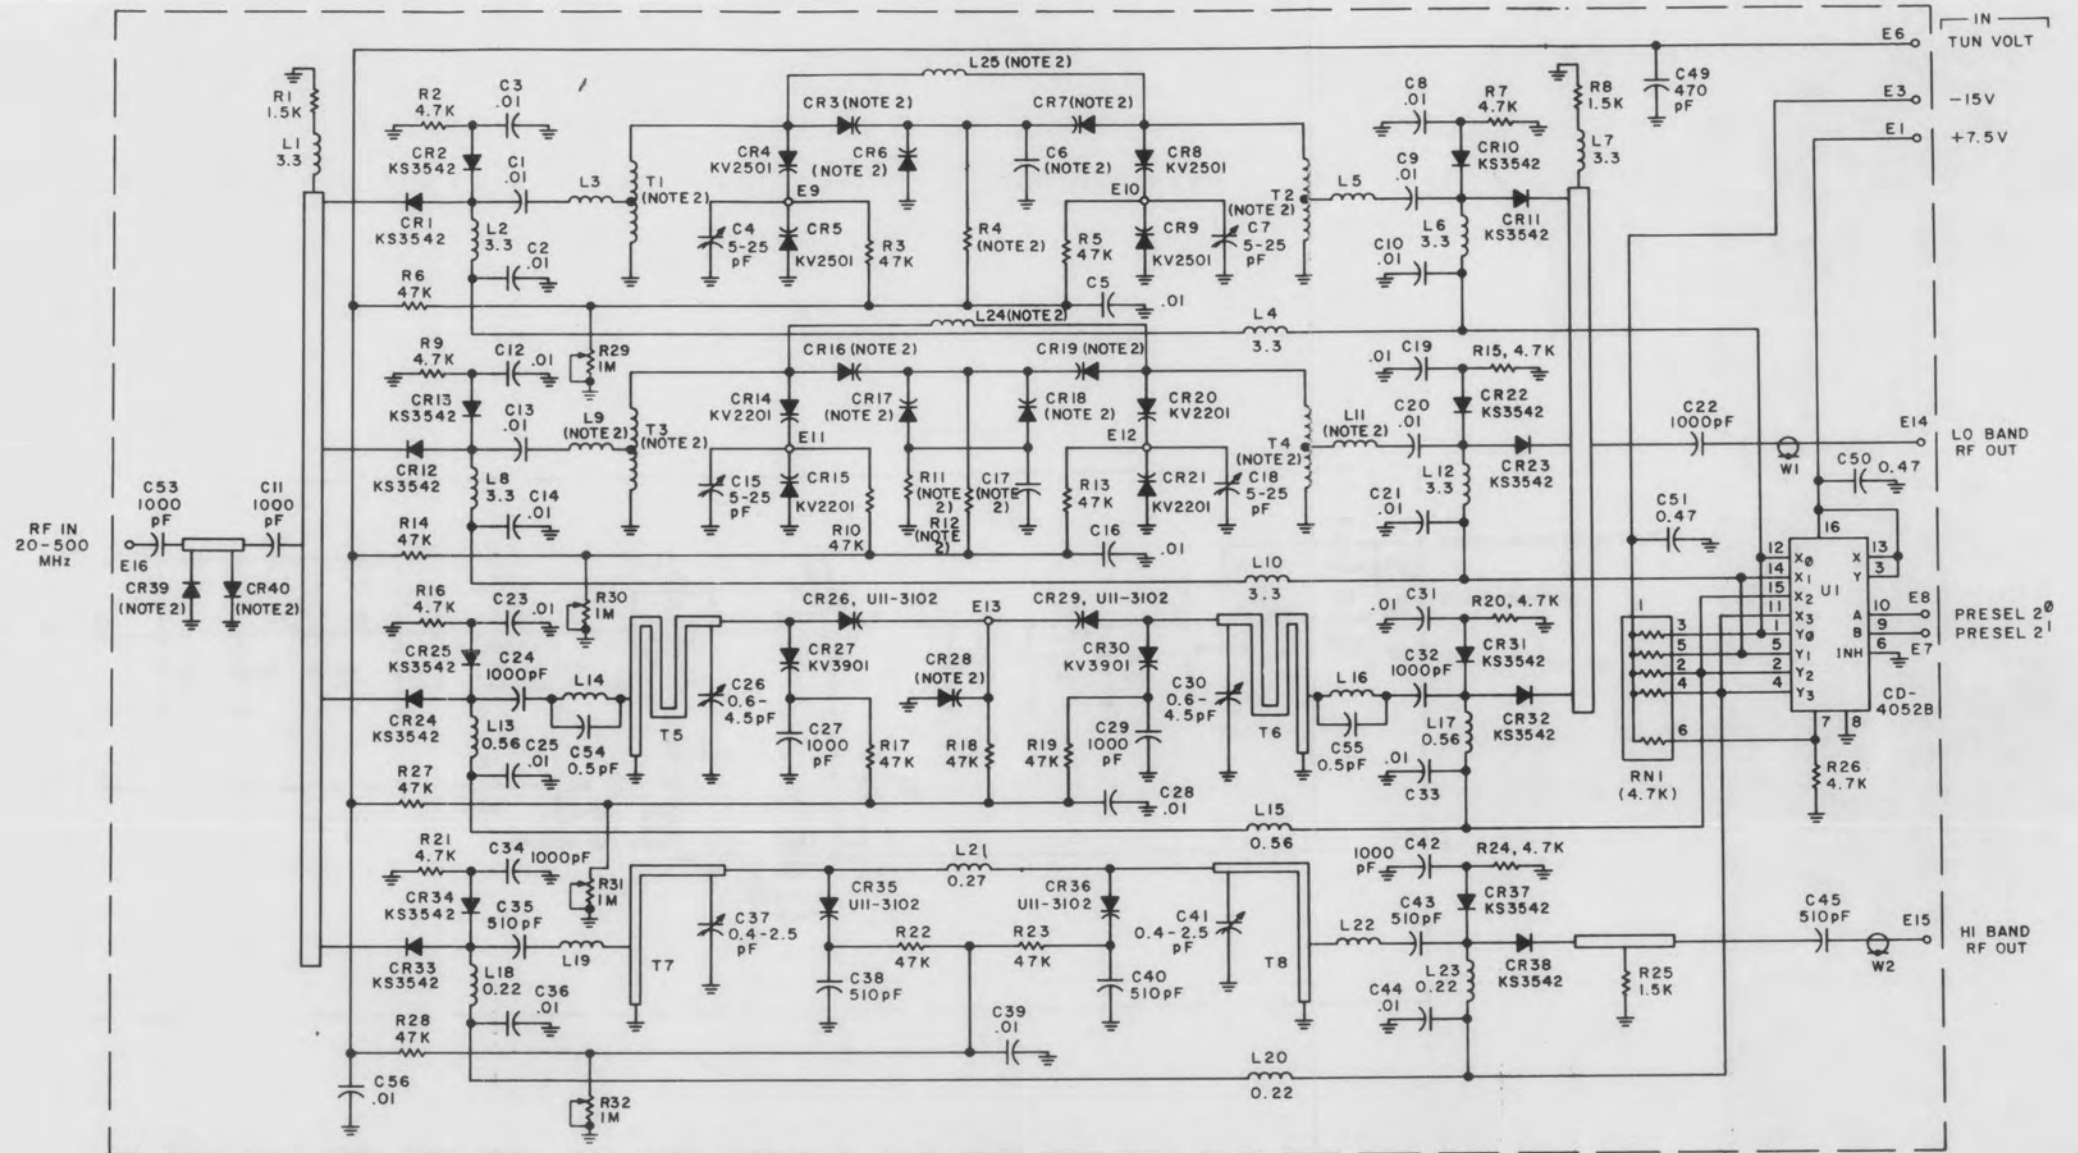 IN
E6
TUN VOLT
C49
470
pF
E3
-15V
E1
+7.5V
L25 (NOTE 2)
R1
1.5K
L1
3.3
R2
4.7K
C3
.01
CR2
KS3542
C1
.01
CR1
KS3542
L2
3.3
C2
.01
L3
T1
(NOTE 2)
CR3 (NOTE 2)
CR7 (NOTE 2)
CR4
KV2501
CR6
(NOTE 2)
C6
(NOTE 2)
CR8
KV2501
E9
E10
C4
5-25
pF
CR5
KV2501
R3
47K
R4
(NOTE 2)
R5
47K
CR9
KV2501
C7
5-25
pF
T2
(NOTE 2)
L5
C8
.01
R7
4.7K
C9
.01
CR10
KS3542
CR11
KS3542
C10
.01
L6
3.3
R8
1.5K
L7
3.3
R6
47K
C5
.01
L24 (NOTE 2)
L4
3.3
R29
1M
R9
4.7K
C12
.01
CR13
KS3542
C13
.01
CR12
KS3542
L8
3.3
C14
.01
L9
(NOTE 2)
T3
(NOTE 2)
CR16 (NOTE 2)
CR19 (NOTE 2)
CR14
KV2201
CR17
(NOTE 2)
CR18
(NOTE 2)
CR20
KV2201
E11
E12
C15
5-25
pF
CR15
KV2201
R10
47K
R11
(NOTE
2)
R12
(NOTE
2)
C17
(NOTE
2)
R13
47K
CR21
KV2201
C18
5-25
pF
T4
(NOTE 2)
L11
(NOTE 2)
C19
.01
R15, 4.7K
C20
.01
CR22
KS3542
CR23
KS3542
C21
.01
L12
3.3
C22
1000pF
W1
E14
LO BAND
RF OUT
C50
0.47
C51
0.47
R14
47K
C16
.01
L10
3.3
RF IN
20-500
MHz
E16
C53
1000
pF
C11
1000
pF
CR39
(NOTE 2)
CR40
(NOTE 2)
R30
1M
R16
4.7K
C23
.01
CR25
KS3542
C24
1000pF
CR24
KS3542
L13
0.56
C25
.01
L14
C54
0.5pF
T5
C26
0.6-
4.5pF
CR26, U11-3102
E13
CR29, U11-3102
CR27
KV3901
CR28
(NOTE 2)
CR30
KV3901
C27
1000
pF
R17
47K
R18
47K
R19
47K
C29
1000
pF
C30
0.6-
4.5pF
T6
L16
C55
0.5pF
C31
.01
R20, 4.7K
C32
1000pF
CR31
KS3542
CR32
KS3542
L17
0.56
.01
C33
R27
47K
C28
.01
L15
0.56
16
12
14
15
11
1
5
2
4
X0
X1
X2
X3
Y0
Y1
Y2
Y3
U1
X
Y
A
B
INH
13
3
10
9
6
7
8
CD-
4052B
E8
PRESEL 2⁰
PRESEL 2¹
E7
1
3
5
2
4
6
RN1
(4.7K)
R26
4.7K
R31
1M
R21
4.7K
C34
1000pF
CR34
KS3542
C35
510pF
CR33
KS3542
L18
0.22
C36
.01
L19
T7
C37
0.4-2.5
pF
L21
0.27
CR35
U11-3102
CR36
U11-3102
R22
47K
R23
47K
C38
510pF
C40
510pF
C39
.01
C41
0.4-2.5
pF
T8
L22
1000
pF
C42
R24, 4.7K
C43
510pF
CR37
KS3542
CR38
KS3542
C44
.01
L23
0.22
R25
1.5K
C45
510pF
W2
E15
HI BAND
RF OUT
R28
47K
C56
.01
R32
1M
L20
0.22